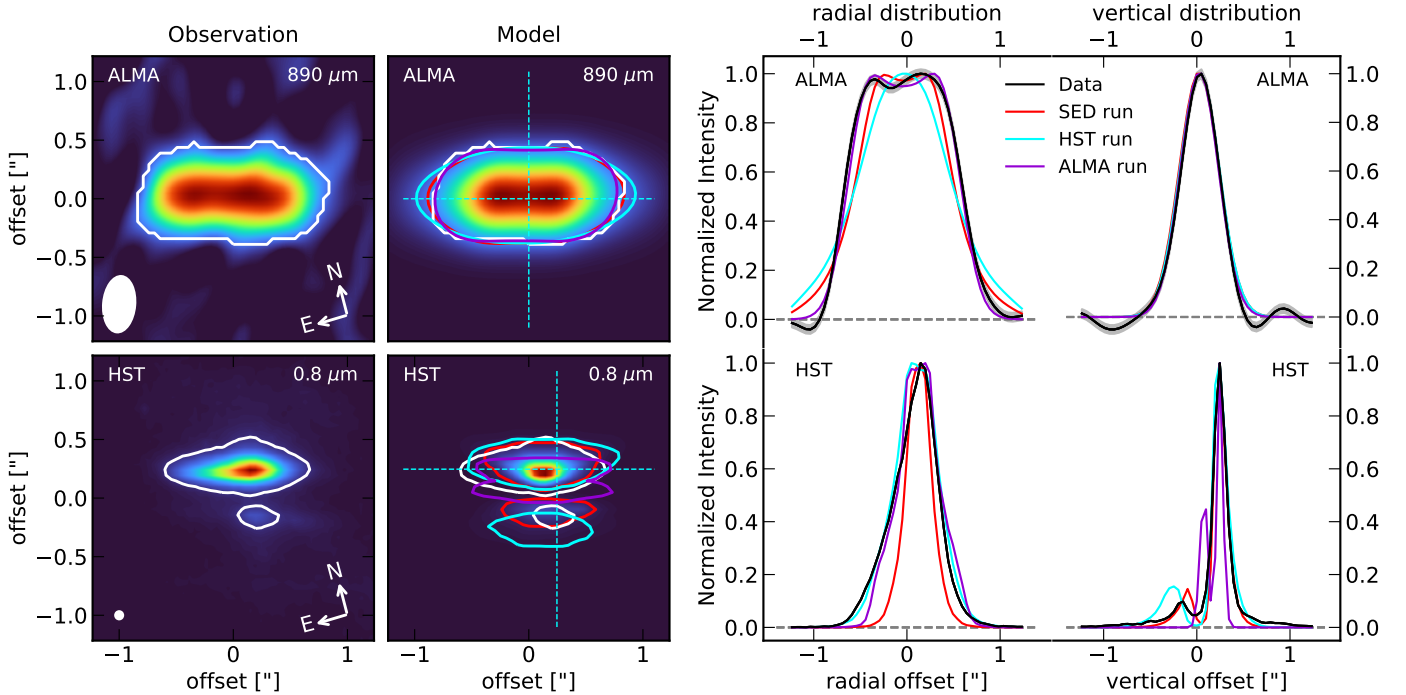 Observation
Model
radial distribution
vertical distribution
−1 0 1
−1 0 1
ALMA 890 μm
ALMA 890 μm
ALMA
Data
SED run
HST run
ALMA run
ALMA
offset ["]
1.0
0.5
0.0
−0.5
−1.0
N
E
Normalized Intensity
1.0
0.8
0.6
0.4
0.2
0.0
1.0
0.8
0.6
0.4
0.2
0.0
HST 0.8 μm
HST 0.8 μm
HST
HST
offset ["]
1.0
0.5
0.0
−0.5
−1.0
N
E
Normalized Intensity
1.0
0.8
0.6
0.4
0.2
0.0
1.0
0.8
0.6
0.4
0.2
0.0
−1 0 1
−1 0 1
−1 0 1
−1 0 1
offset ["]
offset ["]
radial offset ["]
vertical offset ["]